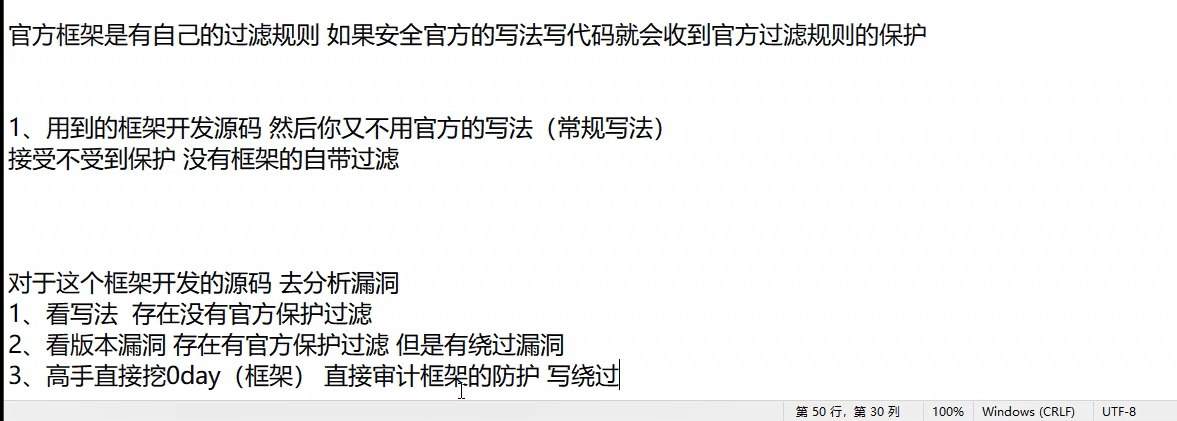 官方框架是有自己的过滤规则 如果安全官方的写法写代码就会收到官方过滤规则的保护
1、用到的框架开发源码 然后你又不用官方的写法（常规写法）
接受不受到保护 没有框架的自带过滤
对于这个框架开发的源码 去分析漏洞
1、看写法  存在没有官方保护过滤
2、看版本漏洞 存在有官方保护过滤 但是有绕过漏洞
3、高手直接挖0day（框架） 直接审计框架的防护 写绕过
第 50 行，第 30 列 100% Windows (CRLF) UTF-8